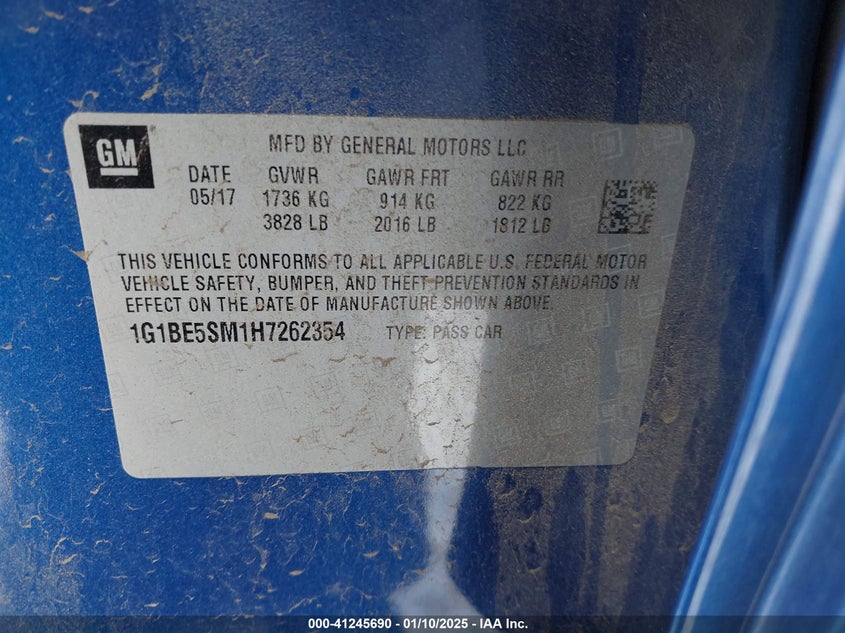 GM
MFD BY GENERAL MOTORS LLC
DATE GVWR GAWR FRT GAWR RR
05/17 1736 KG 914 KG 822 KG
3828 LB 2016 LB 1812 LB
THIS VEHICLE CONFORMS TO ALL APPLICABLE U.S. FEDERAL MOTOR
VEHICLE SAFETY, BUMPER, AND THEFT PREVENTION STANDARDS IN
EFFECT ON THE DATE OF MANUFACTURE SHOWN ABOVE.
1G1BE5SM1H7262354 TYPE: PASS CAR
000-41245690 - 01/10/2025 - IAA Inc.